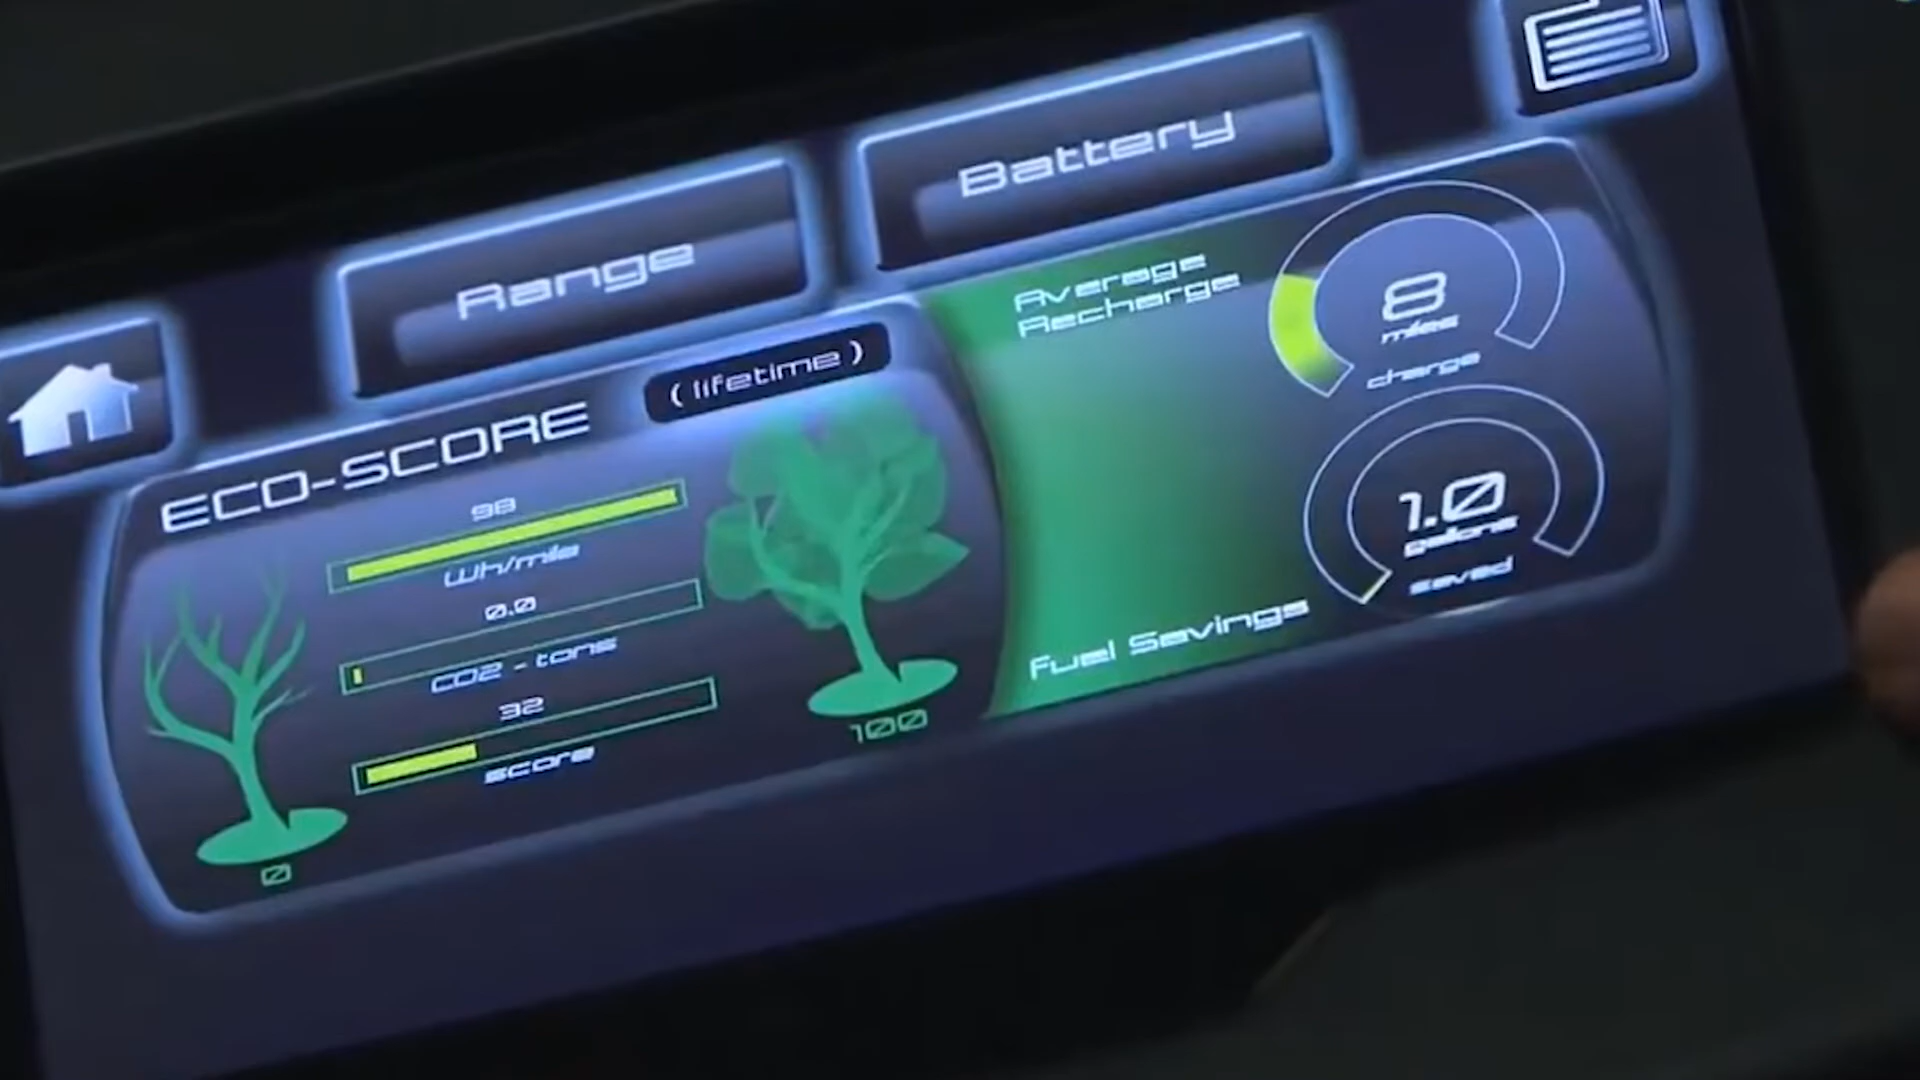 Range
Battery
ECO-SCORE
(lifetime)
98
Wh/mile
0.0
CO2 - tons
32
score
0
100
Average
Recharge
8
miles
charge
1.0
gallons
saved
Fuel Savings